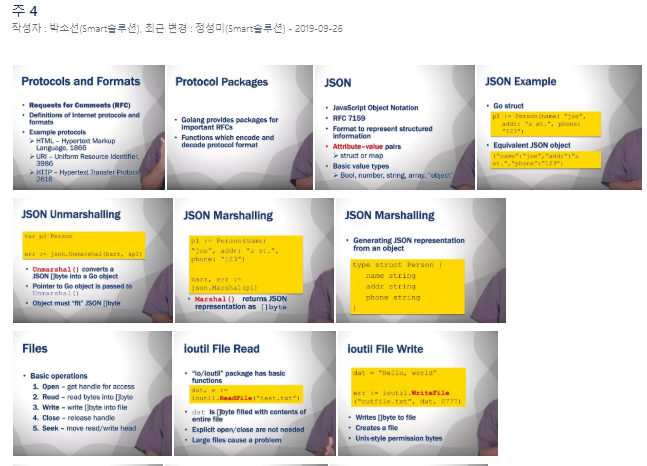 주 4
작성자 : 박소선(Smart솔루션), 최근 변경 : 정성미(Smart솔루션) - 2019-09-26
Protocols and Formats
• Requests for Comments (RFC)
• Definitions of Internet protocols and
formats
• Example protocols
➢ HTML – Hypertext Markup
Language, 1866
➢ URI – Uniform Resource Identifier,
3986
➢ HTTP – Hypertext Transfer Protocol
2616
Protocol Packages
• Golang provides packages for
important RFCs
• Functions which encode and
decode protocol format
JSON
• JavaScript Object Notation
• RFC 7159
• Format to represent structured
information
• Attribute-value pairs
➢ struct or map
• Basic value types
➢ Bool, number, string, array, "object"
JSON Example
• Go struct
p1 := Person(name: "joe",
addr: "a st.", phone:
"123")
• Equivalent JSON object
{"name":"joe","addr":"a
st.","phone":"123"}
JSON Unmarshalling
var p2 Person
err := json.Unmarshal(barr, &p2)
• Unmarshal() converts a
JSON []byte into a Go object
• Pointer to Go object is passed to
Unmarshal()
• Object must "fit" JSON []byte
JSON Marshalling
p1 := Person(name:
"joe", addr: "a st.",
phone: "123")
barr, err :=
json.Marshal(p1)
• Marshal() returns JSON
representation as []byte
JSON Marshalling
• Generating JSON representation
from an object
type struct Person {
name string
addr string
phone string
}
Files
• Basic operations
1. Open – get handle for access
2. Read – read bytes into []byte
3. Write – write []byte into file
4. Close – release handle
5. Seek – move read/write head
ioutil File Read
• "io/ioutil" package has basic
functions
dat, e :=
ioutil.ReadFile("test.txt")
• dat is []byte filled with contents of
entire file
• Explicit open/close are not needed
• Large files cause a problem
ioutil File Write
dat = "Hello, world"
err := ioutil.WriteFile
("outfile.txt", dat, 0777)
• Writes []byte to file
• Creates a file
• Unix-style permission bytes